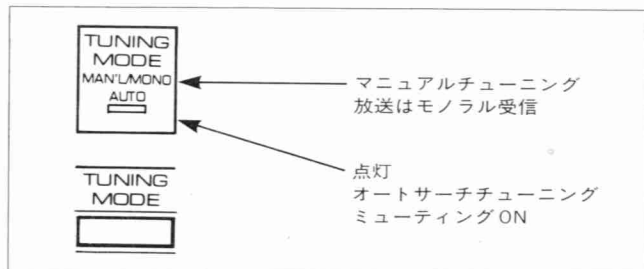 TUNING
MODE
MAN'L/MONO
AUTO
マニュアルチューニング
放送はモノラル受信
点灯
オートサーチチューニング
ミューティングON
TUNING
MODE